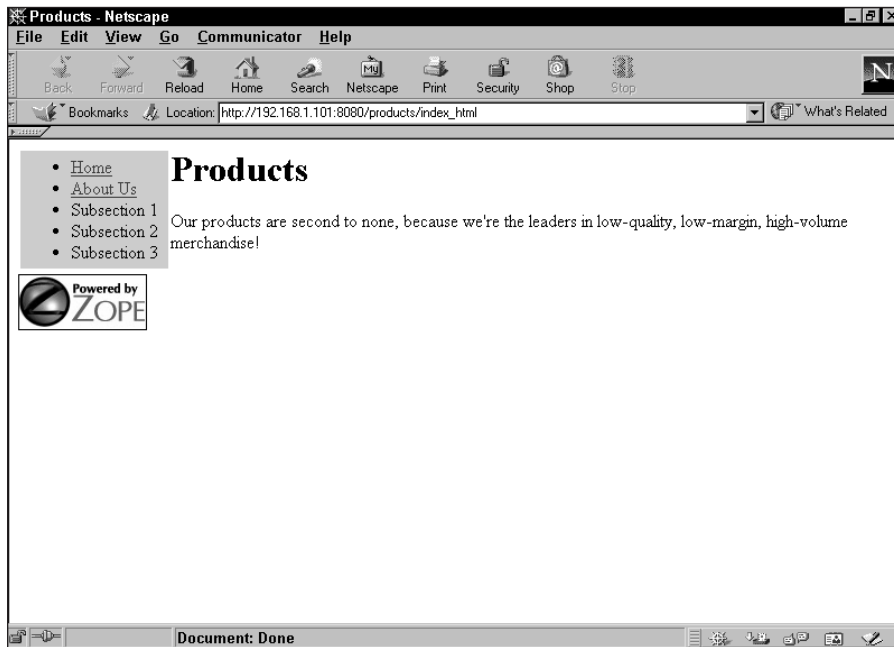 Products - Netscape
File Edit View Go Communicator Help
My
N
Back Forward Reload Home Search Netscape Print Security Shop Stop
Bookmarks Location: http://192.168.1.101:8080/products/index_html What's Related
Home
About Us
Subsection 1
Subsection 2
Subsection 3
Products
Our products are second to none, because we're the leaders in low-quality, low-margin, high-volume
merchandise!
Powered by
ZOPE
Document: Done